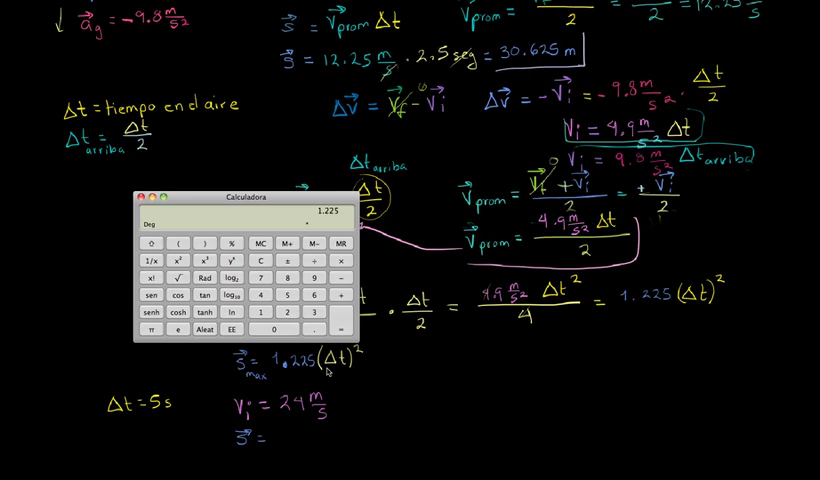 a_g = -9.8 m/s²
s = V_prom Δt
V_prom = /2 = /2 = 12.25 m/s
s = 12.25 m/s · 2.5 seg = 30.625 m
Δt = tiempo en el aire
Δt_arriba = Δt/2
Δv = V_f - V_i
0
Δv = -V_i = -9.8 m/s² · Δt/2
V_i = 4.9 m/s² Δt
V_i = 9.8 m/s² Δt_arriba
Δt_arriba
Δt/2
V_prom = (V_f + V_i)/2 = + V_i/2
0
V_prom = 4.9 m/s² Δt / 2
· Δt/2 = 4.9 m/s² Δt² / 4 = 1.225 (Δt)²
Calculadora
1.225
Deg
( ) % MC M+ M- MR
1/x x² x³ yˣ C ± ÷ ×
x! √ Rad log₂ 7 8 9 -
sen cos tan log₁₀ 4 5 6 +
senh cosh tanh ln 1 2 3 =
π e Aleat EE 0 .
s_max = 1.225 (Δt)²
Δt = 5s
V_i = 24 m/s
s =